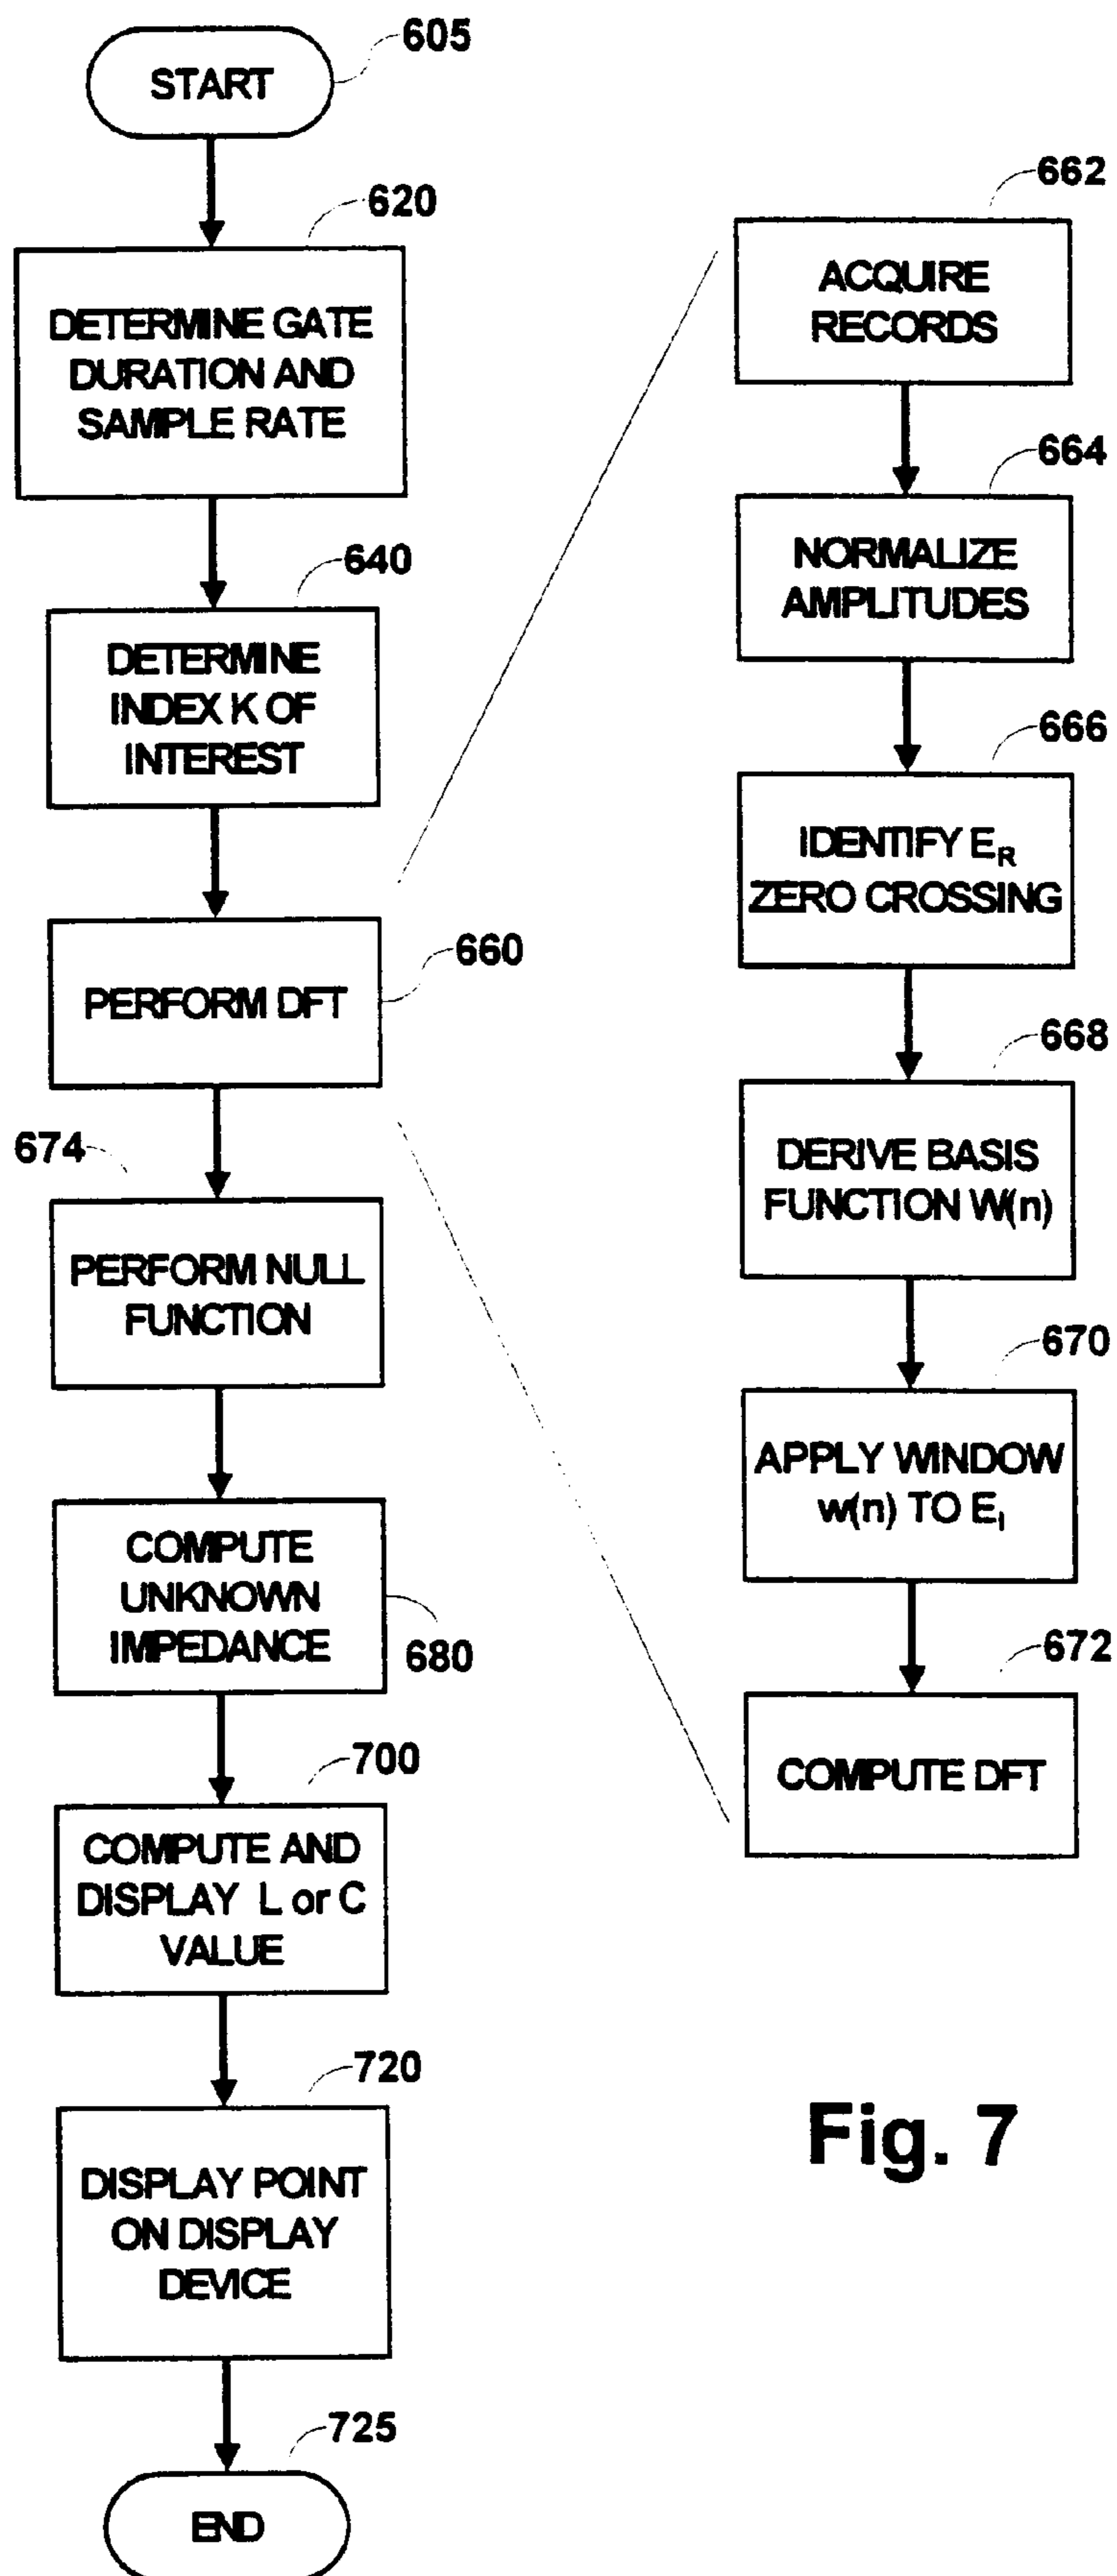 START
605
620
DETERMINE GATE
DURATION AND
SAMPLE RATE
640
DETERMINE
INDEX K OF
INTEREST
PERFORM DFT
660
674
PERFORM NULL
FUNCTION
COMPUTE
UNKNOWN
IMPEDANCE
680
700
COMPUTE AND
DISPLAY L or C
VALUE
720
DISPLAY POINT
ON DISPLAY
DEVICE
725
END
662
ACQUIRE
RECORDS
664
NORMALIZE
AMPLITUDES
666
IDENTIFY E_R
ZERO CROSSING
668
DERIVE BASIS
FUNCTION W(n)
670
APPLY WINDOW
w(n) TO E_I
672
COMPUTE DFT
Fig. 7